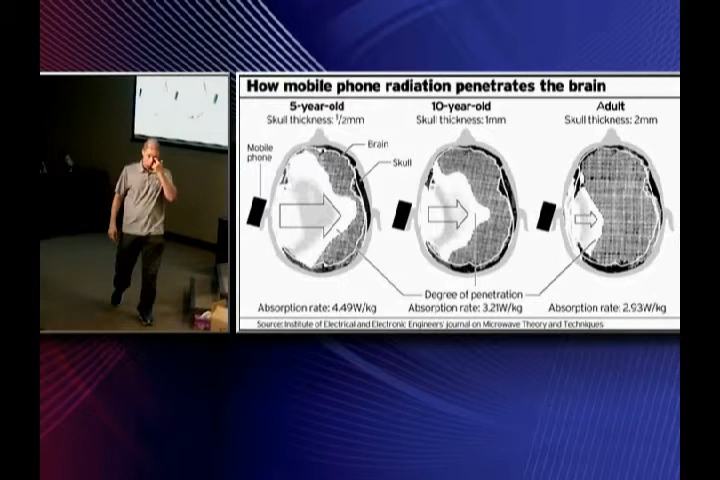 How mobile phone radiation penetrates the brain
5-year-old
Skull thickness: 1/2mm
10-year-old
Skull thickness: 1mm
Adult
Skull thickness: 2mm
Mobile
phone
Brain
Skull
Degree of penetration
Absorption rate: 4.49W/kg
Absorption rate: 3.21W/kg
Absorption rate: 2.93W/kg
Source: Institute of Electrical and Electronic Engineers' journal on Microwave Theory and Techniques